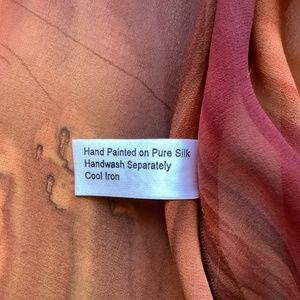 Hand Painted on Pure Silk
Handwash Separately
Cool Iron